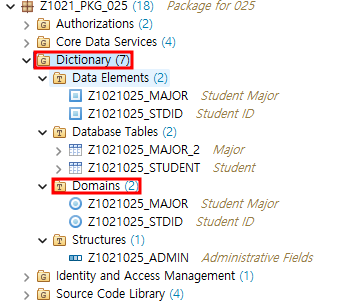 Z1021_PKG_025 (18) Package for 025
Authorizations (2)
Core Data Services (4)
Dictionary (7)
Data Elements (2)
Z1021025_MAJOR Student Major
Z1021025_STDID Student ID
Database Tables (2)
Z1021025_MAJOR_2 Major
Z1021025_STUDENT Student
Domains (2)
Z1021025_MAJOR Student Major
Z1021025_STDID Student ID
Structures (1)
Z1021025_ADMIN Administrative Fields
Identity and Access Management (1)
Source Code Library (4)